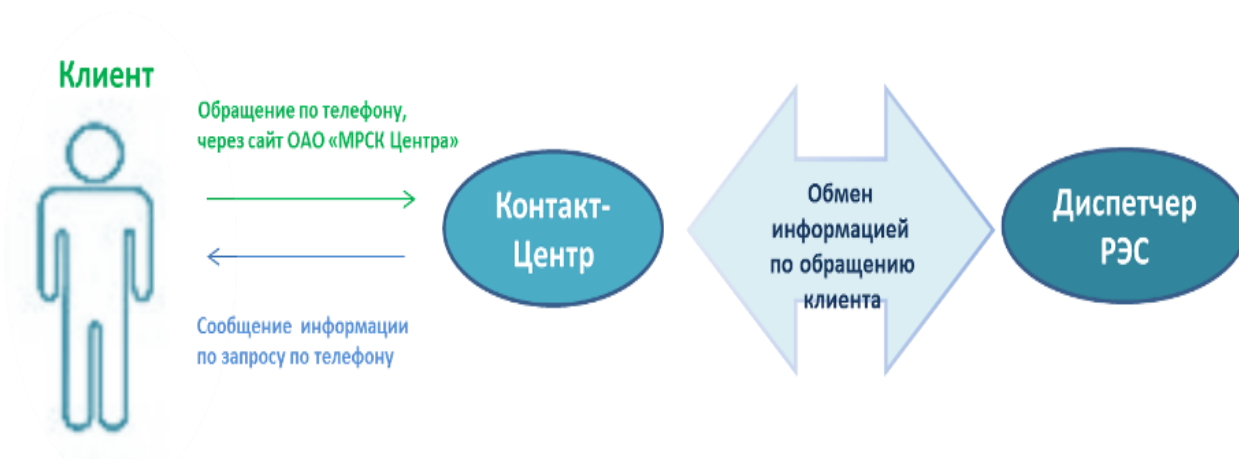 Клиент
Обращение по телефону,
через сайт ОАО «МРСК Центра»
Контакт-
Центр
Сообщение информации
по запросу по телефону
Обмен
информацией
по обращению
клиента
Диспетчер
РЭС